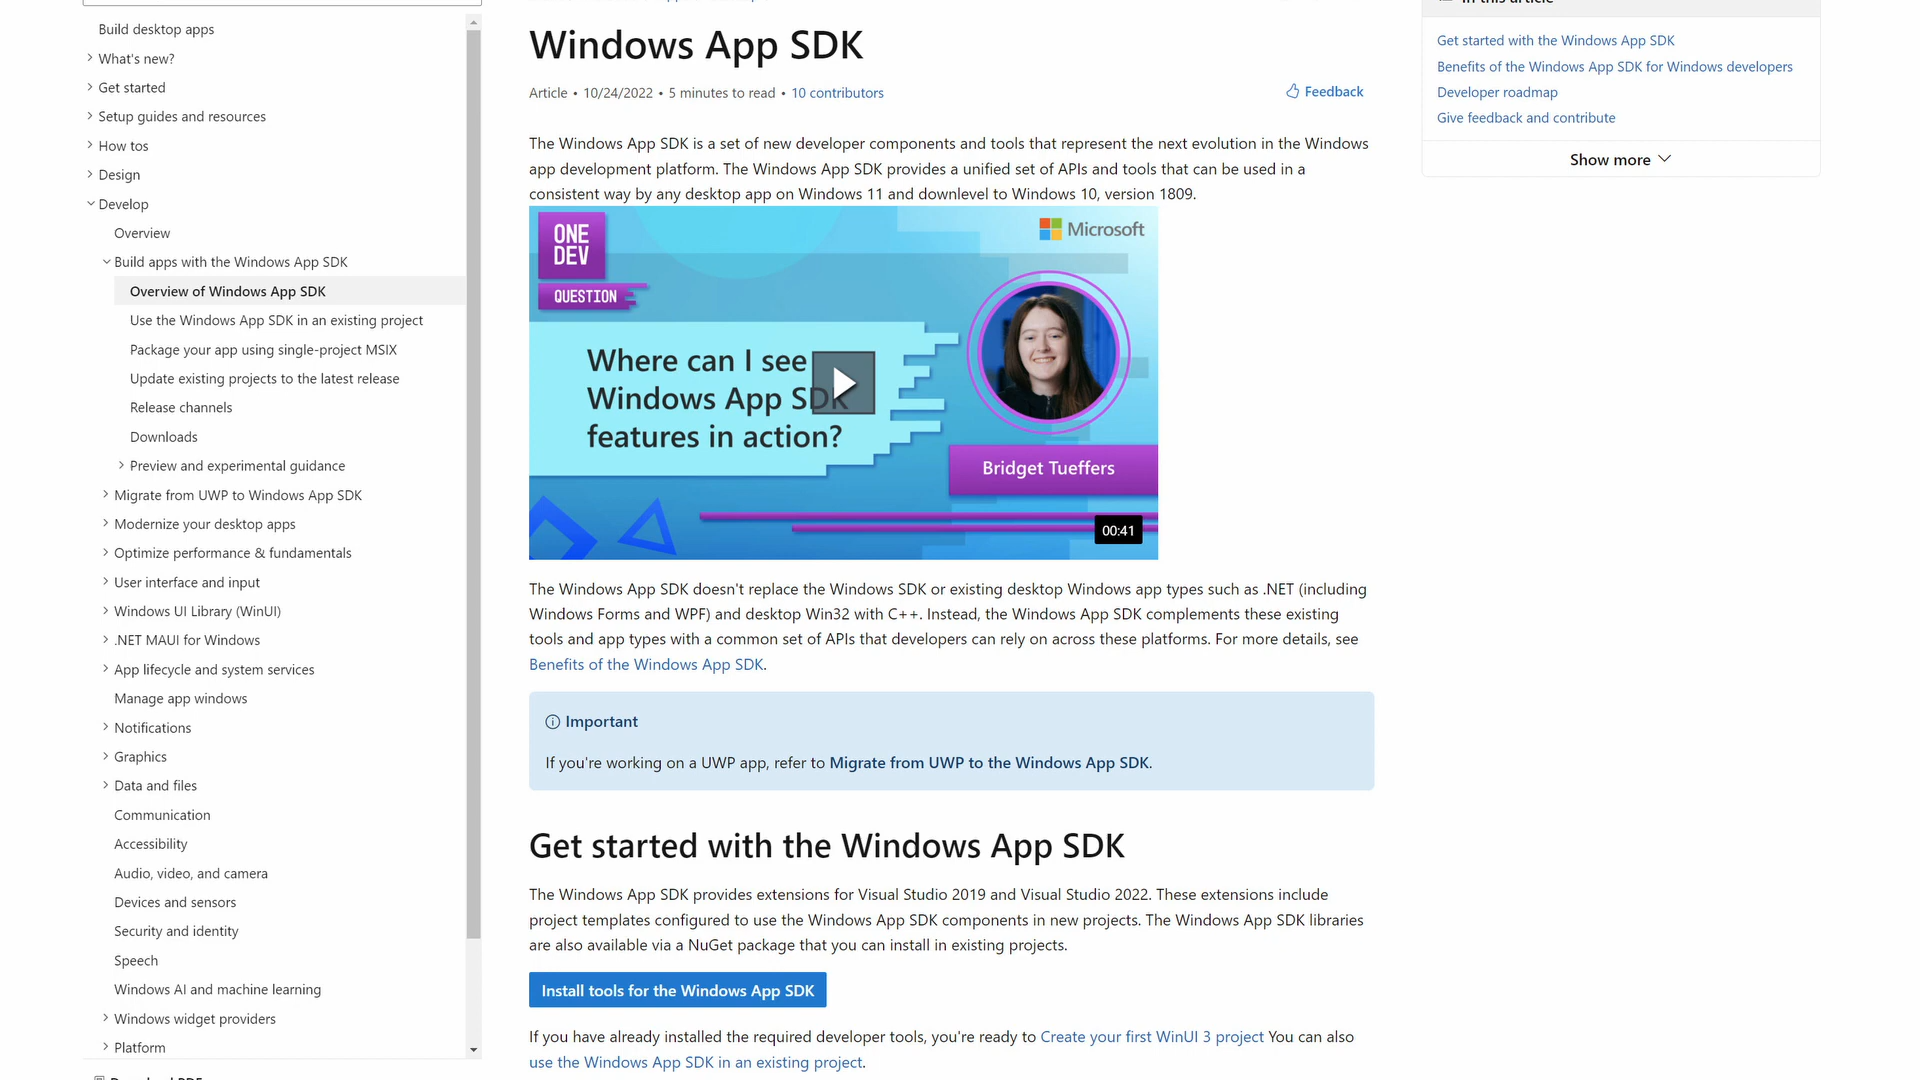 Build desktop apps
What's new?
Get started
Setup guides and resources
How tos
Design
Develop
Overview
Build apps with the Windows App SDK
Overview of Windows App SDK
Use the Windows App SDK in an existing project
Package your app using single-project MSIX
Update existing projects to the latest release
Release channels
Downloads
Preview and experimental guidance
Migrate from UWP to Windows App SDK
Modernize your desktop apps
Optimize performance & fundamentals
User interface and input
Windows UI Library (WinUI)
.NET MAUI for Windows
App lifecycle and system services
Manage app windows
Notifications
Graphics
Data and files
Communication
Accessibility
Audio, video, and camera
Devices and sensors
Security and identity
Speech
Windows AI and machine learning
Windows widget providers
Platform
Windows App SDK
Article • 10/24/2022 • 5 minutes to read • 10 contributors
Feedback
The Windows App SDK is a set of new developer components and tools that represent the next evolution in the Windows
app development platform. The Windows App SDK provides a unified set of APIs and tools that can be used in a
consistent way by any desktop app on Windows 11 and downlevel to Windows 10, version 1809.
ONE
DEV
QUESTION
Microsoft
Where can I see
Windows App SDK
features in action?
Bridget Tueffers
00:41
The Windows App SDK doesn't replace the Windows SDK or existing desktop Windows app types such as .NET (including
Windows Forms and WPF) and desktop Win32 with C++. Instead, the Windows App SDK complements these existing
tools and app types with a common set of APIs that developers can rely on across these platforms. For more details, see
Benefits of the Windows App SDK.
Important
If you're working on a UWP app, refer to Migrate from UWP to the Windows App SDK.
Get started with the Windows App SDK
The Windows App SDK provides extensions for Visual Studio 2019 and Visual Studio 2022. These extensions include
project templates configured to use the Windows App SDK components in new projects. The Windows App SDK libraries
are also available via a NuGet package that you can install in existing projects.
Install tools for the Windows App SDK
If you have already installed the required developer tools, you're ready to Create your first WinUI 3 project You can also
use the Windows App SDK in an existing project.
In this article
Get started with the Windows App SDK
Benefits of the Windows App SDK for Windows developers
Developer roadmap
Give feedback and contribute
Show more